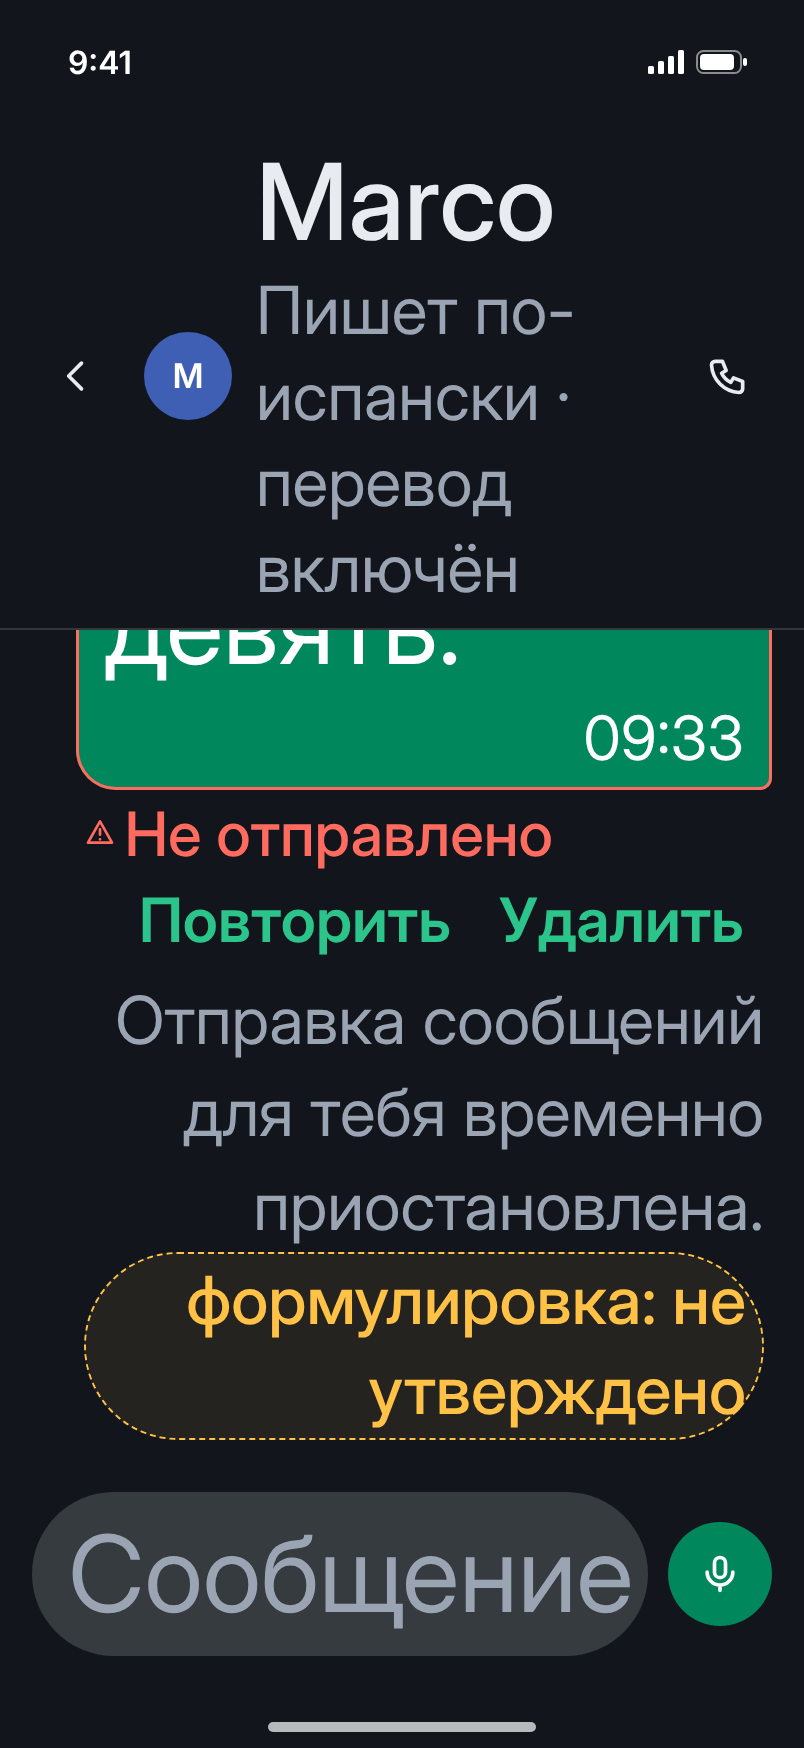 9:41
Marco
M
Пишет по-
испански ·
перевод
включён
девять.
09:33
Не отправлено
Повторить Удалить
Отправка сообщений
для тебя временно
приостановлена.
формулировка: не
утверждено
Сообщение